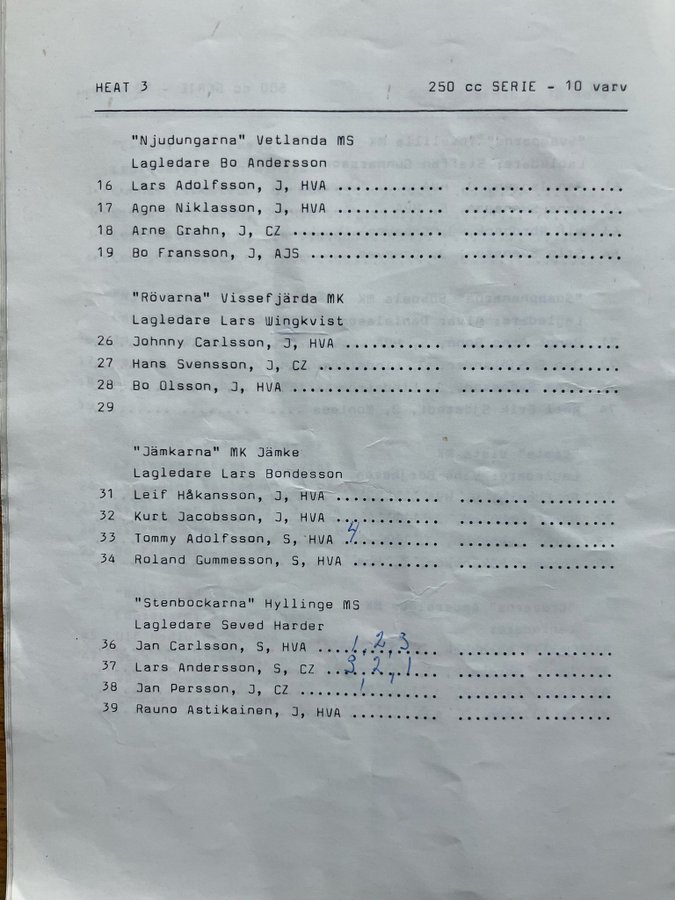 HEAT 3 250 cc SERIE - 10 varv
"Njudungarna" Vetlanda MS
Lagledare Bo Andersson
16 Lars Adolfsson, J, HVA ............ ........ .........
17 Agne Niklasson, J, HVA ............ ........ .........
18 Arne Grahn, J, CZ ................. ........ .........
19 Bo Fransson, J, AJS ............... ........ .........
"Rövarna" Vissefjärda MK
Lagledare Lars Wingkvist
26 Johnny Carlsson, J, HVA ........... ........ .........
27 Hans Svensson, J, CZ .............. ........ .........
28 Bo Olsson, J, HVA ................. ........ .........
29
"Jämkarna" MK Jämke
Lagledare Lars Bondesson
31 Leif Håkansson, J, HVA ............ ........ .........
32 Kurt Jacobsson, J, HVA ........... ........ .........
33 Tommy Adolfsson, S, HVA 4 ........... ........ .........
34 Roland Gummesson, S, HVA .......... ........ .........
"Stenbockarna" Hyllinge MS
Lagledare Seved Harder
36 Jan Carlsson, S, HVA 1, 2, 3 .............. ........ .........
37 Lars Andersson, S, CZ 3, 2, 1 ............. ........ .........
38 Jan Persson, J, CZ 1 ................ ........ .........
39 Rauno Astikainen, J, HVA .......... ........ .........